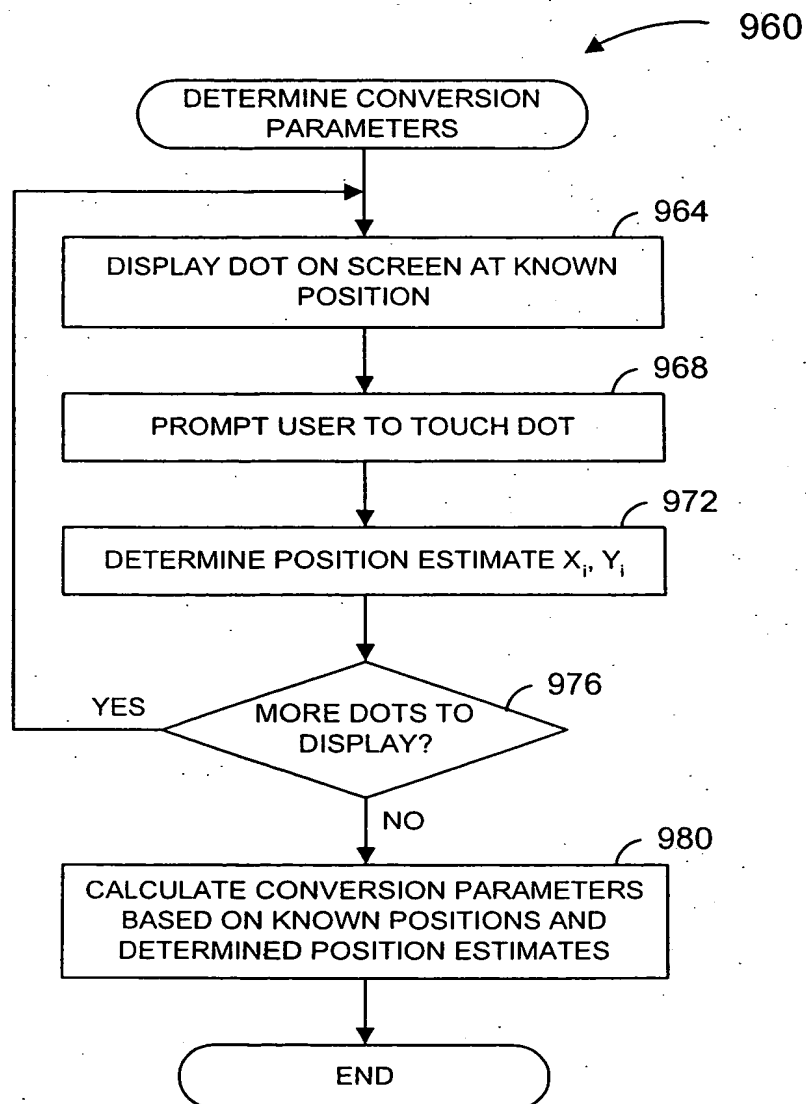 960
DETERMINE CONVERSION
PARAMETERS
964
DISPLAY DOT ON SCREEN AT KNOWN
POSITION
968
PROMPT USER TO TOUCH DOT
972
DETERMINE POSITION ESTIMATE Xᵢ, Yᵢ
976
YES
MORE DOTS TO
DISPLAY?
NO
980
CALCULATE CONVERSION PARAMETERS
BASED ON KNOWN POSITIONS AND
DETERMINED POSITION ESTIMATES
END